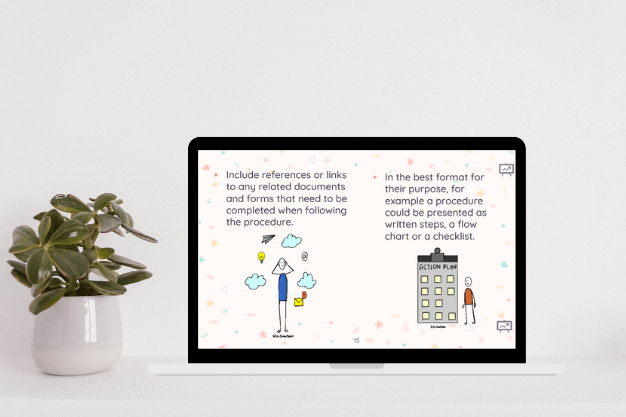 Include references or links
to any related documents
and forms that need to be
completed when following
the procedure.
In the best format for
their purpose, for
example a procedure
could be presented as
written steps, a flow
chart or a checklist.
ACTION PLAN